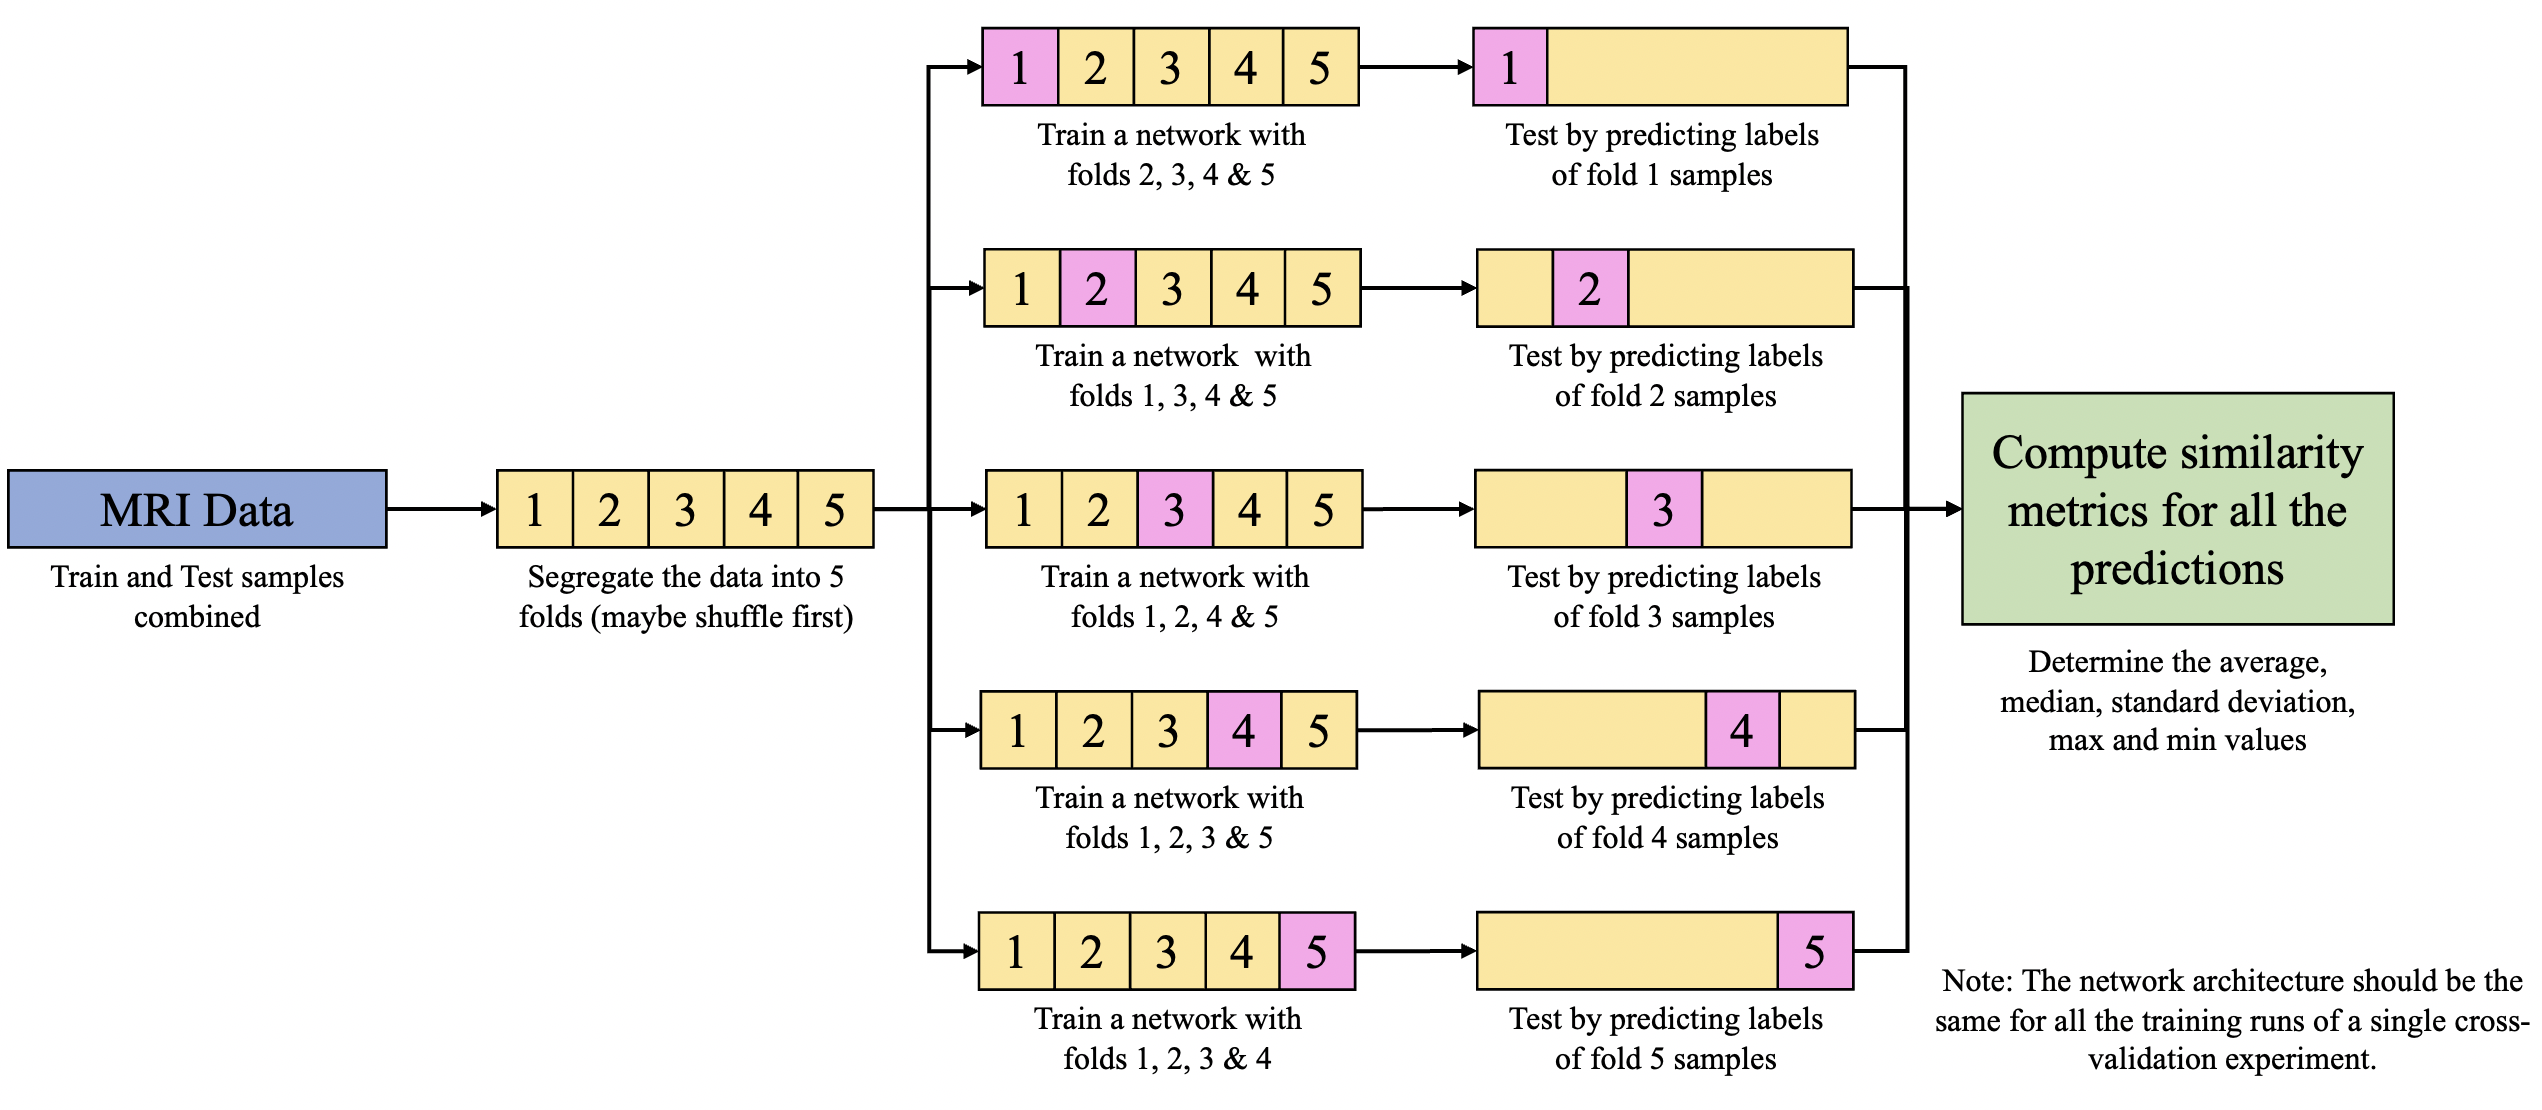 MRI Data
Train and Test samples
combined
1 2 3 4 5
Segregate the data into 5
folds (maybe shuffle first)
1 2 3 4 5
Train a network with
folds 2, 3, 4 & 5
1
Test by predicting labels
of fold 1 samples
1 2 3 4 5
Train a network  with
folds 1, 3, 4 & 5
2
Test by predicting labels
of fold 2 samples
1 2 3 4 5
Train a network with
folds 1, 2, 4 & 5
3
Test by predicting labels
of fold 3 samples
1 2 3 4 5
Train a network with
folds 1, 2, 3 & 5
4
Test by predicting labels
of fold 4 samples
1 2 3 4 5
Train a network with
folds 1, 2, 3 & 4
5
Test by predicting labels
of fold 5 samples
Compute similarity
metrics for all the
predictions
Determine the average,
median, standard deviation,
max and min values
Note: The network architecture should be the
same for all the training runs of a single cross-
validation experiment.